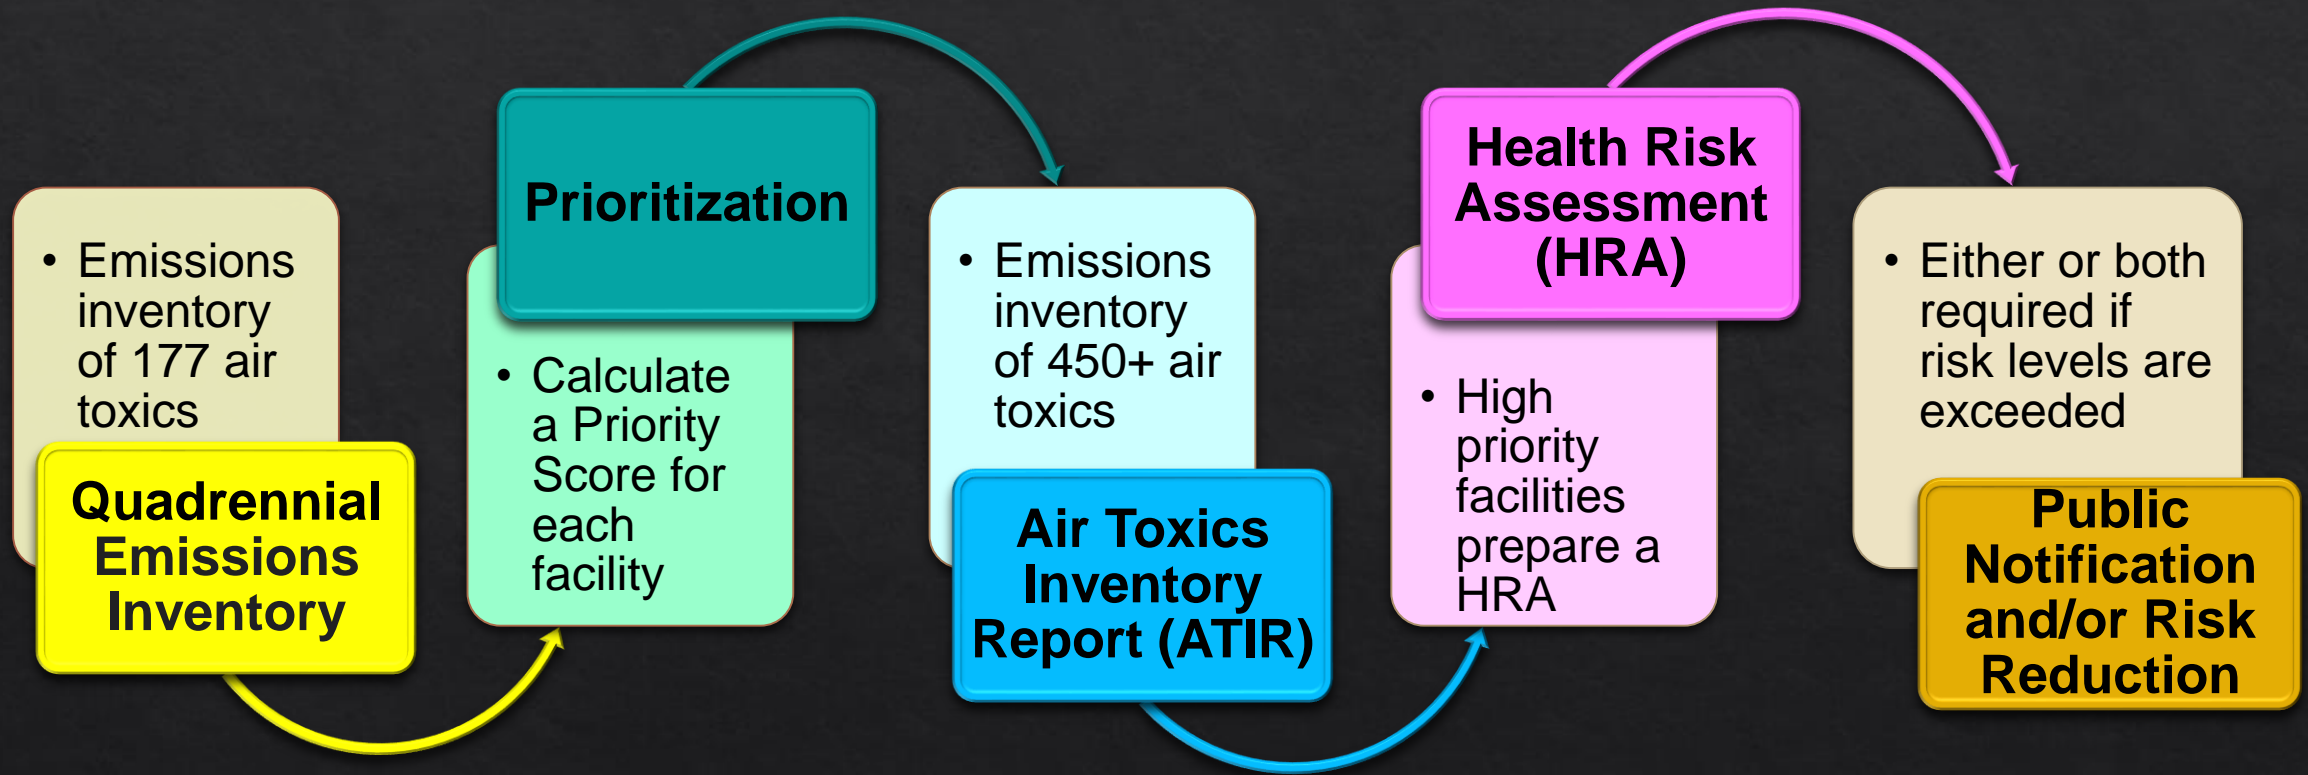 • Emissions
inventory
of 177 air
toxics
Quadrennial
Emissions
Inventory
Prioritization
• Calculate
a Priority
Score for
each
facility
• Emissions
inventory
of 450+ air
toxics
Air Toxics
Inventory
Report (ATIR)
Health Risk
Assessment
(HRA)
• High
priority
facilities
prepare a
HRA
• Either or both
required if
risk levels are
exceeded
Public
Notification
and/or Risk
Reduction